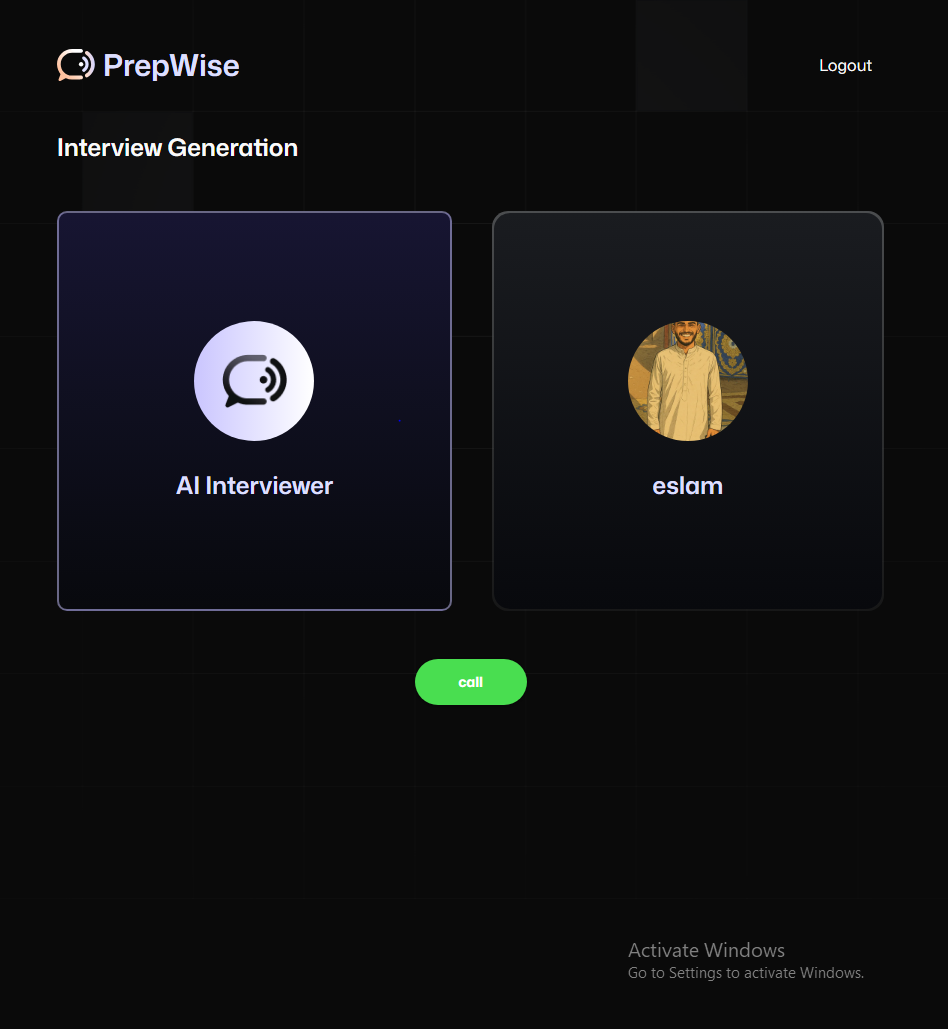 PrepWise
Logout
Interview Generation
AI Interviewer
eslam
call
Activate Windows
Go to Settings to activate Windows.